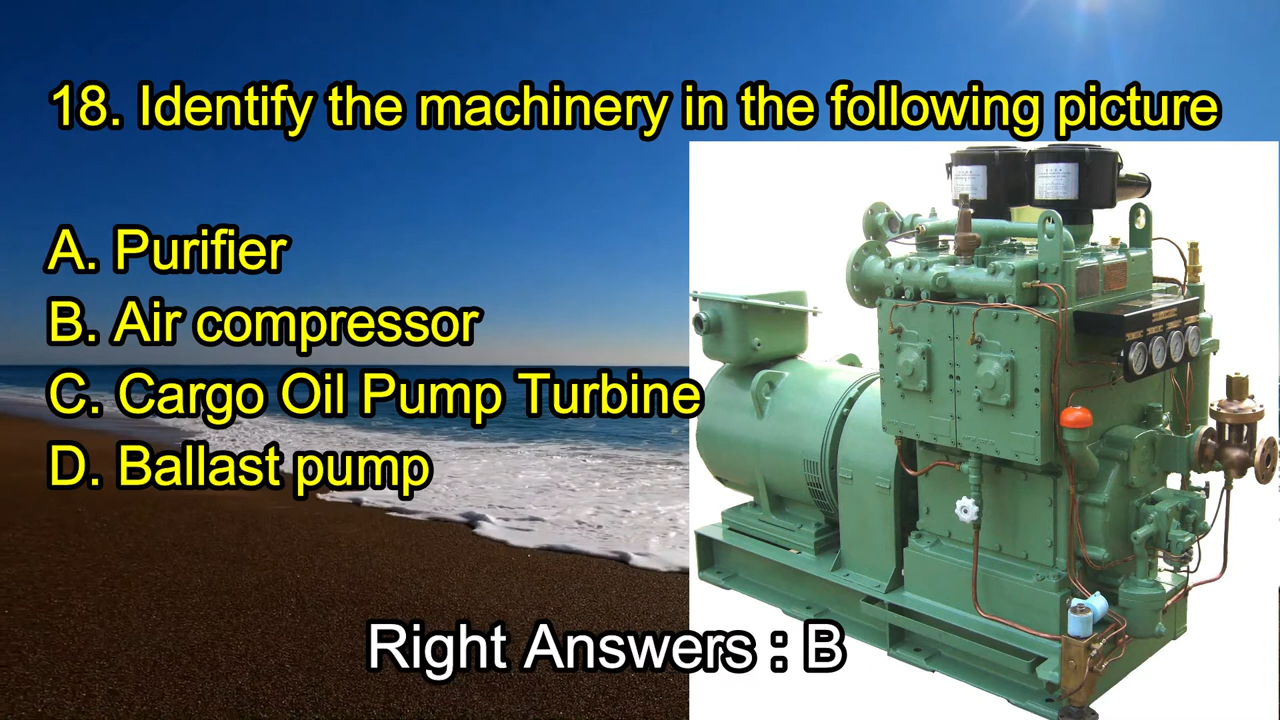 18. Identify the machinery in the following picture
A. Purifier
B. Air compressor
C. Cargo Oil Pump Turbine
D. Ballast pump
Right Answers : B